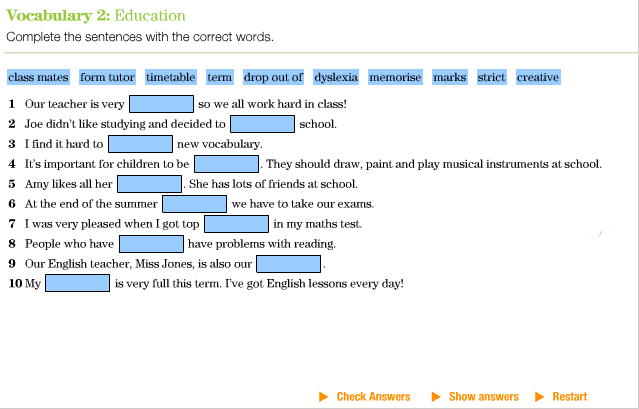 Vocabulary 2: Education
Complete the sentences with the correct words.
class mates form tutor timetable term drop out of dyslexia memorise marks strict creative
1 Our teacher is very so we all work hard in class!
2 Joe didn't like studying and decided to school.
3 I find it hard to new vocabulary.
4 It's important for children to be . They should draw, paint and play musical instruments at school.
5 Amy likes all her . She has lots of friends at school.
6 At the end of the summer we have to take our exams.
7 I was very pleased when I got top in my maths test.
8 People who have have problems with reading.
9 Our English teacher, Miss Jones, is also our .
10 My is very full this term. I've got English lessons every day!
Check Answers Show answers Restart